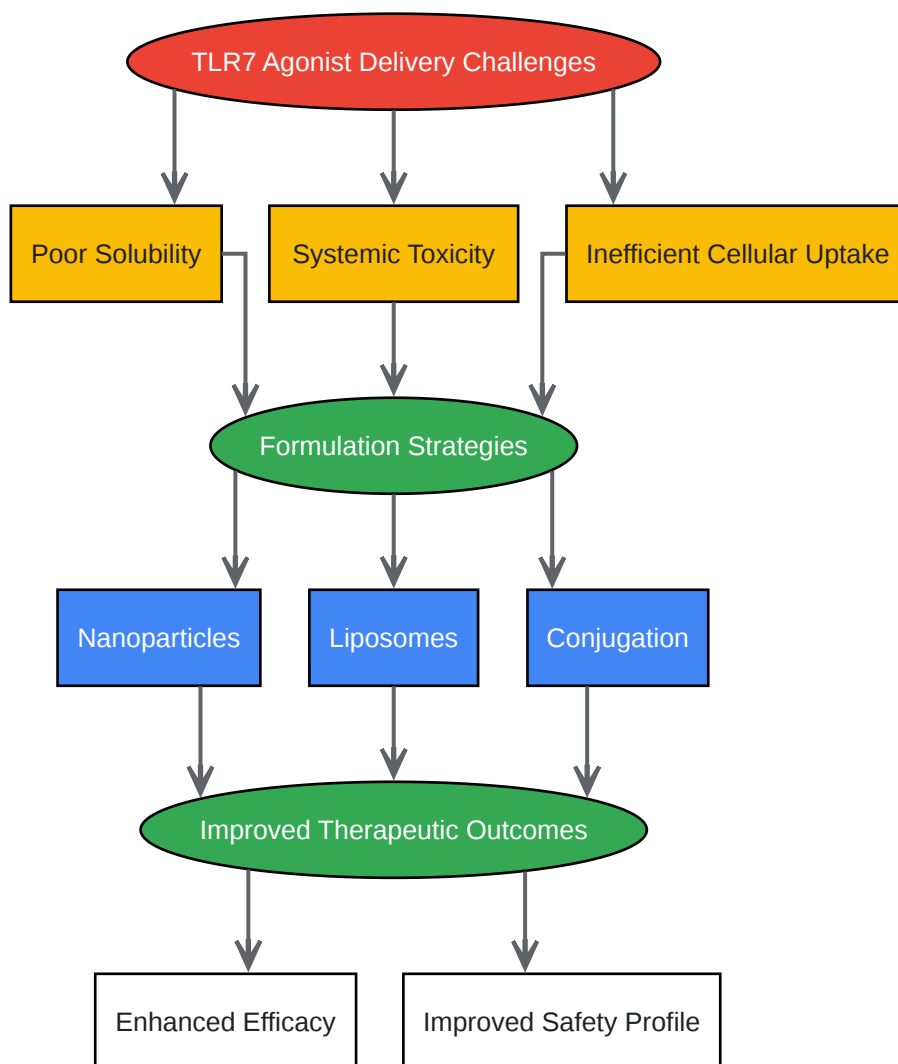 TLR7 Agonist Delivery Challenges
Poor Solubility
Systemic Toxicity
Inefficient Cellular Uptake
Formulation Strategies
Nanoparticles
Liposomes
Conjugation
Improved Therapeutic Outcomes
Enhanced Efficacy
Improved Safety Profile